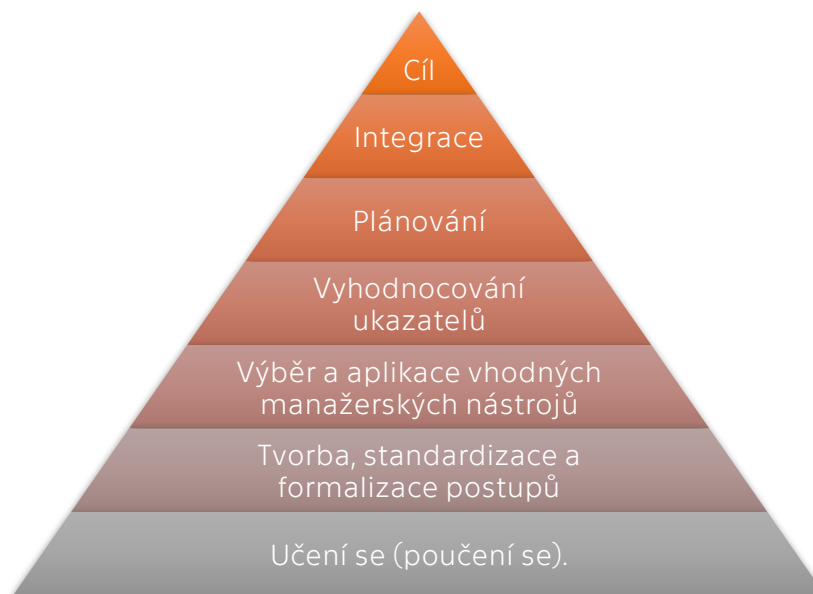 Cíl
Integrace
Plánování
Vyhodnocování
ukazatelů
Výběr a aplikace vhodných
manažerských nástrojů
Tvorba, standardizace a
formalizace postupů
Učení se (poučení se).